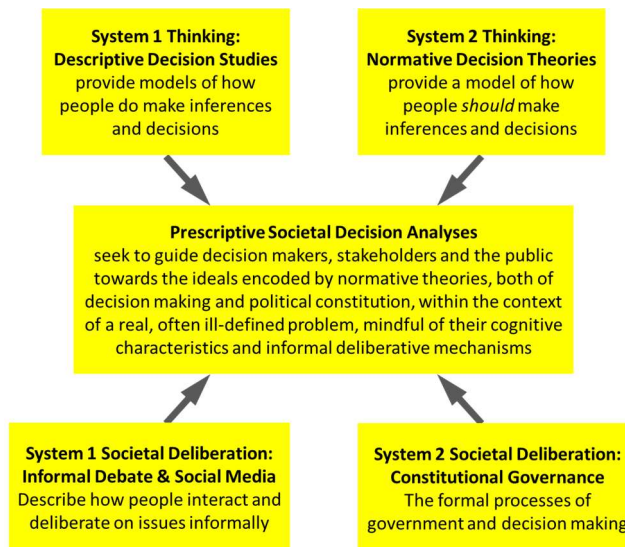 System 1 Thinking:
Descriptive Decision Studies
provide models of how
people do make inferences
and decisions
System 2 Thinking:
Normative Decision Theories
provide a model of how
people should make
inferences and decisions
Prescriptive Societal Decision Analyses
seek to guide decision makers, stakeholders and the public
towards the ideals encoded by normative theories, both of
decision making and political constitution, within the context
of a real, often ill-defined problem, mindful of their cognitive
characteristics and informal deliberative mechanisms
System 1 Societal Deliberation:
Informal Debate & Social Media
Describe how people interact and
deliberate on issues informally
System 2 Societal Deliberation:
Constitutional Governance
The formal processes of
government and decision making